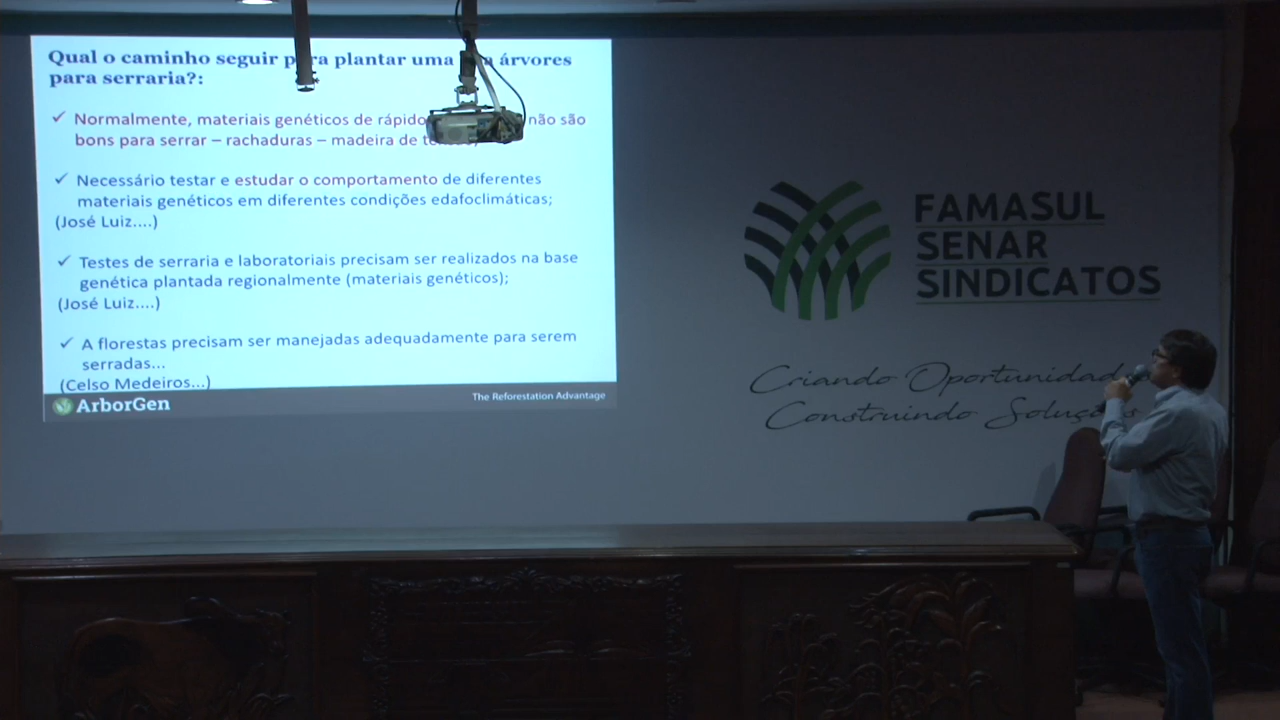 Qual o caminho seguir para plantar uma árvores
para serraria?:
✓ Normalmente, materiais genéticos de rápido não são
bons para serrar – rachaduras – madeira de
✓ Necessário testar e estudar o comportamento de diferentes
materiais genéticos em diferentes condições edafoclimáticas;
(José Luiz....)
✓ Testes de serraria e laboratoriais precisam ser realizados na base
genética plantada regionalmente (materiais genéticos);
(José Luiz....)
✓ A florestas precisam ser manejadas adequadamente para serem
serradas...
(Celso Medeiros...)
ArborGen
The Reforestation Advantage
FAMASUL
SENAR
SINDICATOS
Criando Oportunidad
Construindo Soluções